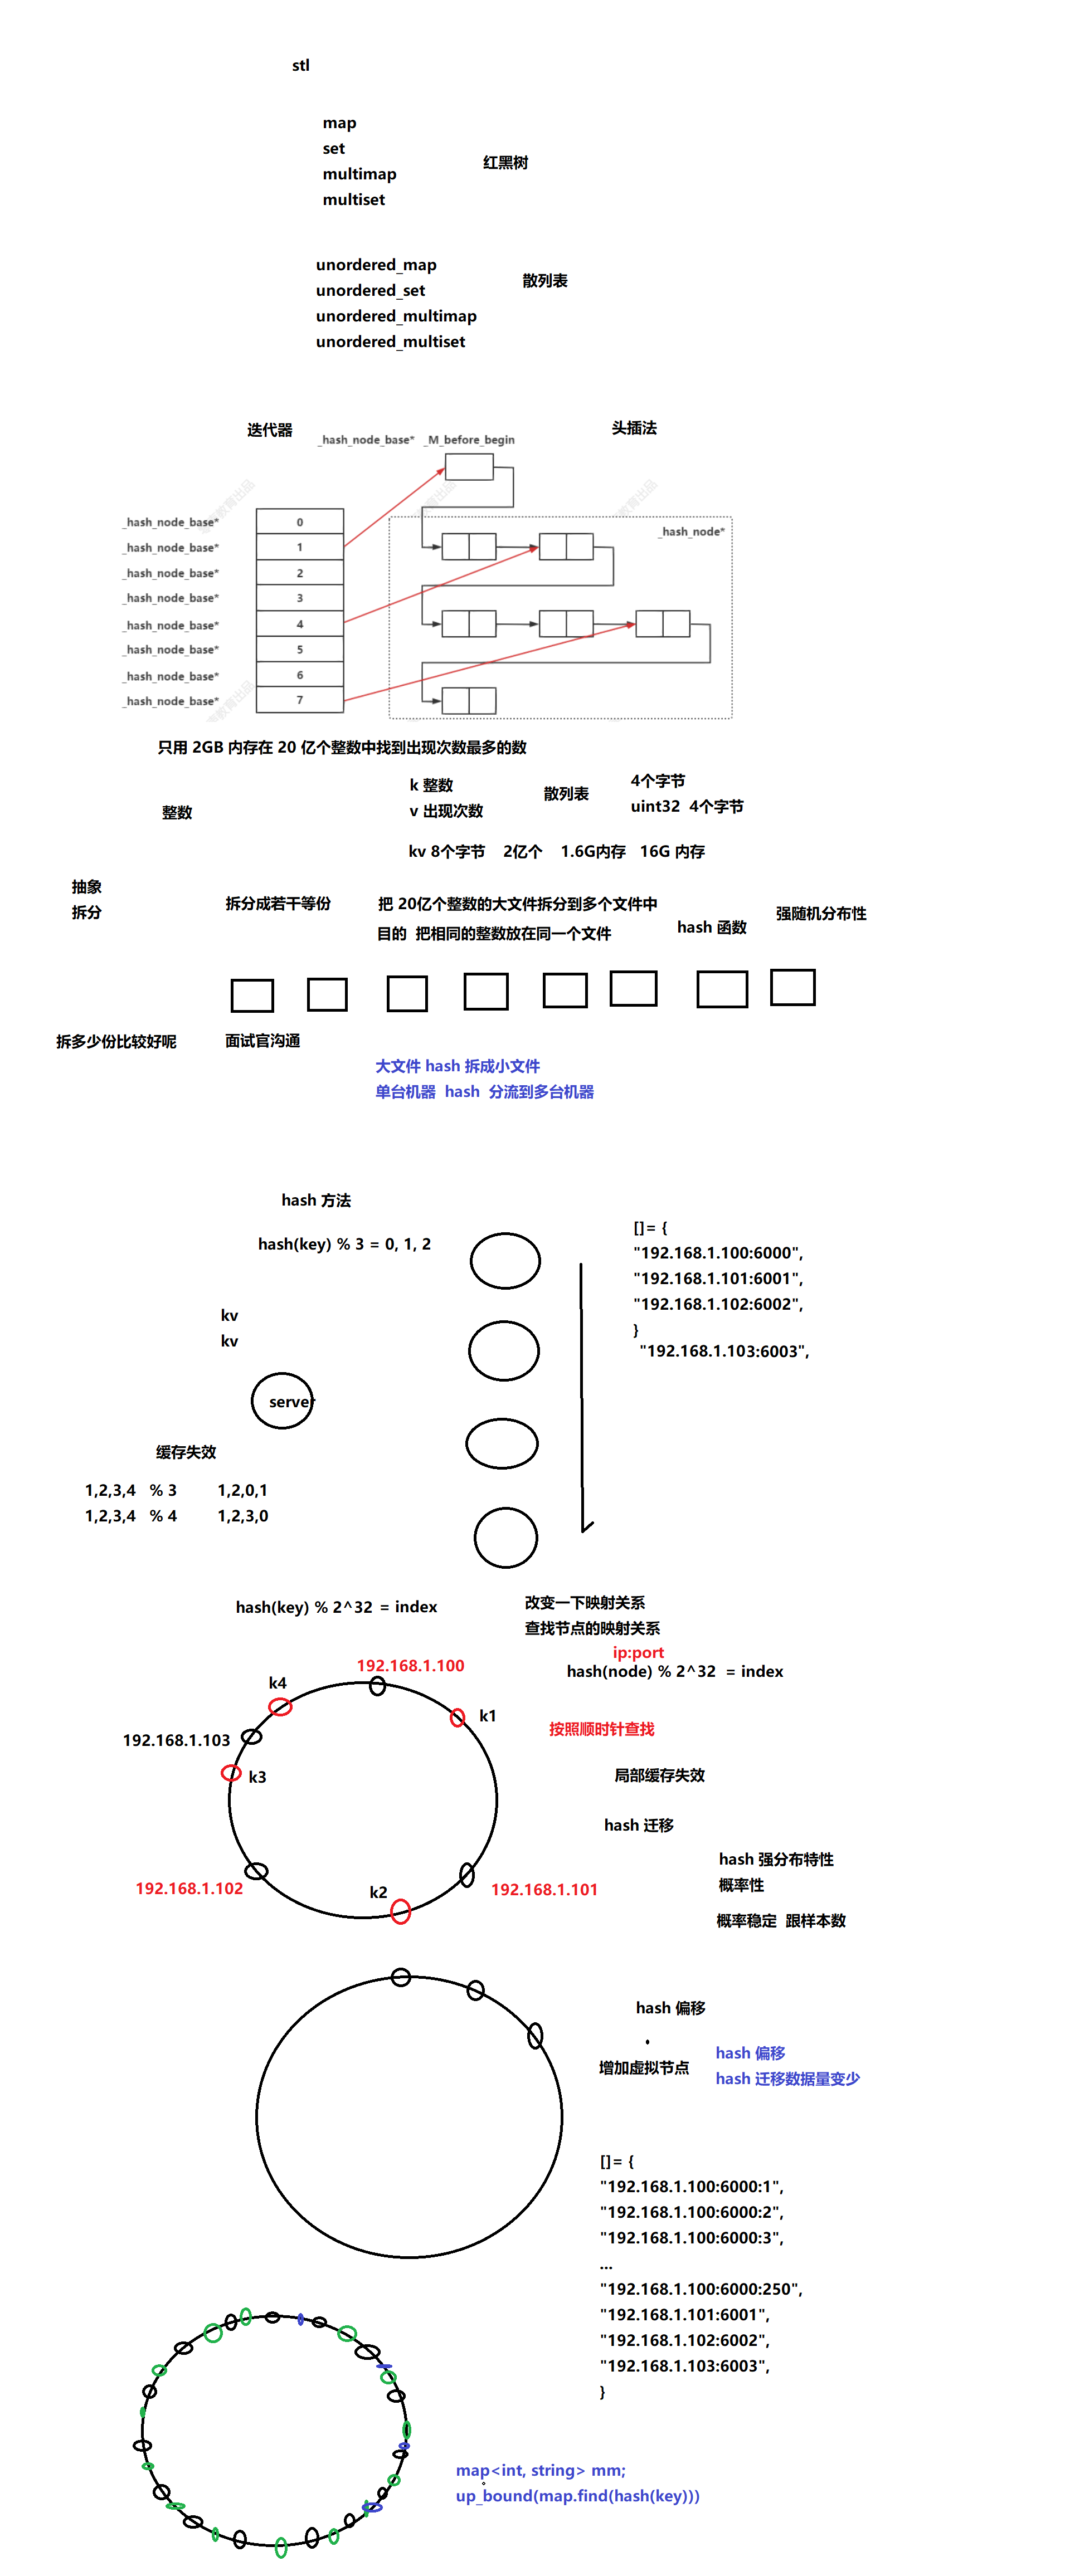 stl
map
set
multimap
multiset
红黑树
unordered_map
unordered_set
unordered_multimap
unordered_multiset
散列表
迭代器
_hash_node_base* _M_before_begin
头插法
_hash_node*
_hash_node_base* 0
_hash_node_base* 1
_hash_node_base* 2
_hash_node_base* 3
_hash_node_base* 4
_hash_node_base* 5
_hash_node_base* 6
_hash_node_base* 7
教育出品
教育出品
教育出品
教育出品
只用 2GB 内存在 20 亿个整数中找到出现次数最多的数
整数
k 整数
v 出现次数
散列表
4个字节
uint32 4个字节
kv 8个字节 2亿个 1.6G内存 16G 内存
抽象
拆分
拆分成若干等份
把 20亿个整数的大文件拆分到多个文件中
目的 把相同的整数放在同一个文件
hash 函数
强随机分布性
拆多少份比较好呢
面试官沟通
大文件 hash 拆成小文件
单台机器 hash 分流到多台机器
hash 方法
hash(key) % 3 = 0, 1, 2
[]= {
"192.168.1.100:6000",
"192.168.1.101:6001",
"192.168.1.102:6002",
}
"192.168.1.103:6003",
kv
kv
server
缓存失效
1,2,3,4 % 3 1,2,0,1
1,2,3,4 % 4 1,2,3,0
hash(key) % 2^32 = index
改变一下映射关系
查找节点的映射关系
ip:port
hash(node) % 2^32 = index
192.168.1.100
k4
k1
按照顺时针查找
192.168.1.103
k3
局部缓存失效
hash 迁移
hash 强分布特性
概率性
192.168.1.102
k2
192.168.1.101
概率稳定 跟样本数
hash 偏移
增加虚拟节点
hash 偏移
hash 迁移数据量变少
[]= {
"192.168.1.100:6000:1",
"192.168.1.100:6000:2",
"192.168.1.100:6000:3",
...
"192.168.1.100:6000:250",
"192.168.1.101:6001",
"192.168.1.102:6002",
"192.168.1.103:6003",
}
map<int, string> mm;
up_bound(map.find(hash(key)))